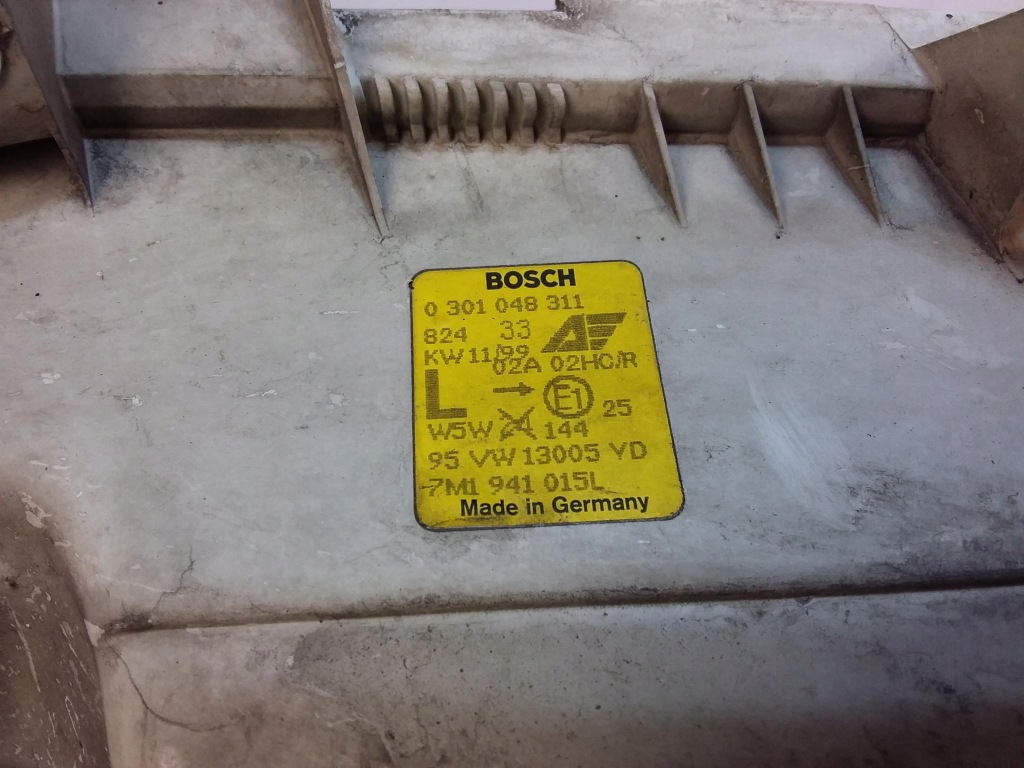 BOSCH
0 301 048 311
824 33
KW 11/99
02A 02HC/R
L → E1 25
W5W 144
95 VW 13005 YD
7M1 941 015L
Made in Germany